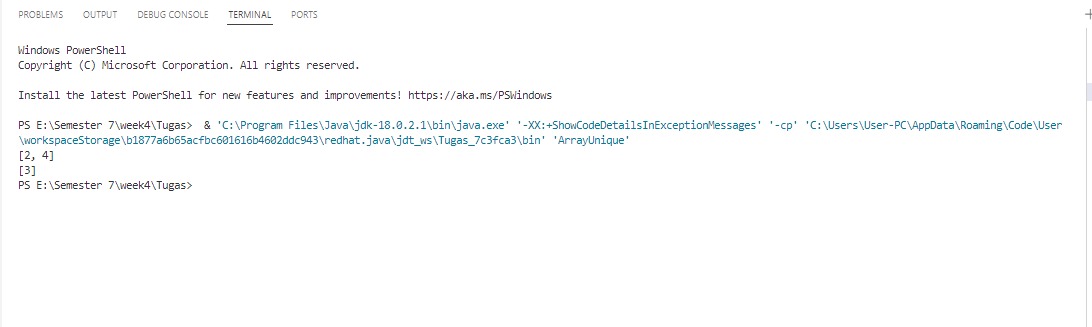 PROBLEMS OUTPUT DEBUG CONSOLE TERMINAL PORTS
Windows PowerShell
Copyright (C) Microsoft Corporation. All rights reserved.
Install the latest PowerShell for new features and improvements! https://aka.ms/PSWindows
PS E:\Semester 7\week4\Tugas>  & 'C:\Program Files\Java\jdk-18.0.2.1\bin\java.exe' '-XX:+ShowCodeDetailsInExceptionMessages' '-cp' 'C:\Users\User-PC\AppData\Roaming\Code\User
\workspaceStorage\b1877a6b65acfbc601616b4602ddc943\redhat.java\jdt_ws\Tugas_7c3fca3\bin' 'ArrayUnique'
[2, 4]
[3]
PS E:\Semester 7\week4\Tugas>